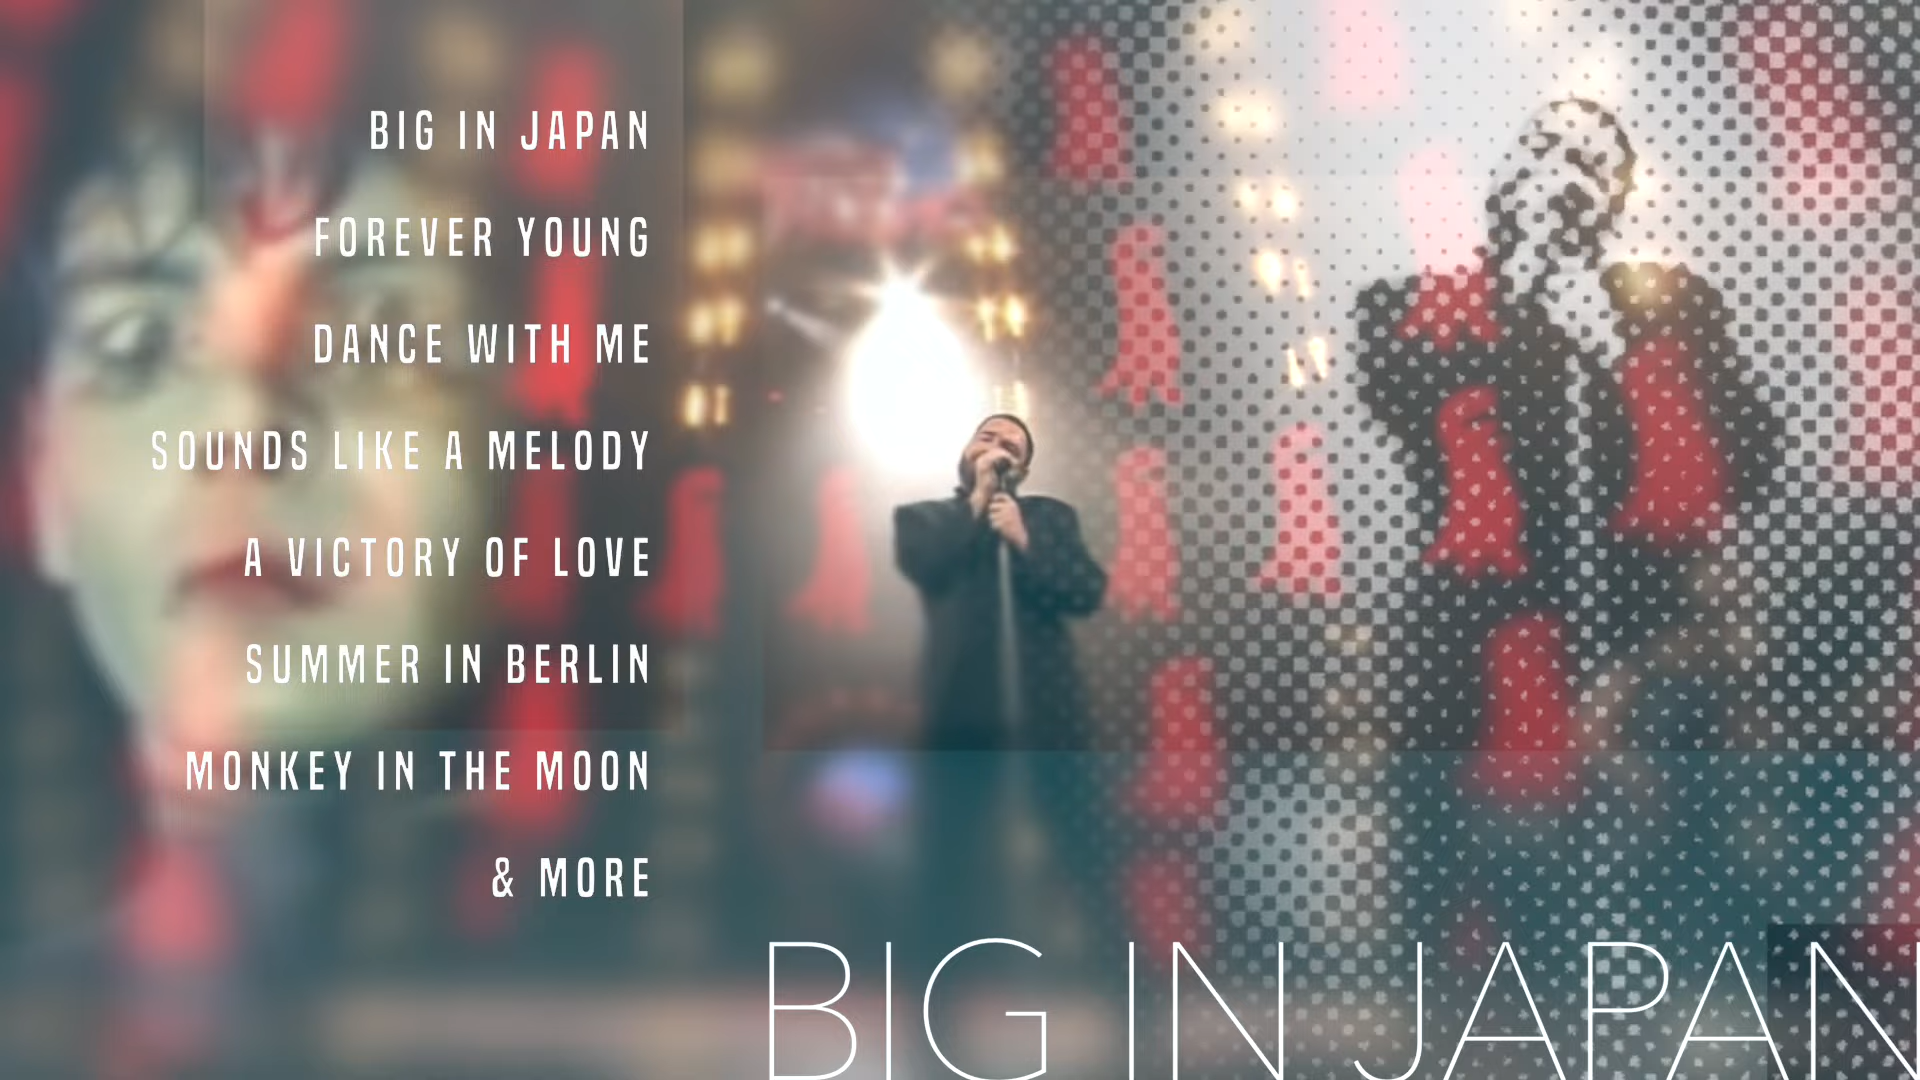 BIG IN JAPAN
FOREVER YOUNG
DANCE WITH ME
SOUNDS LIKE A MELODY
A VICTORY OF LOVE
SUMMER IN BERLIN
MONKEY IN THE MOON
& MORE
BIG IN JAPAN